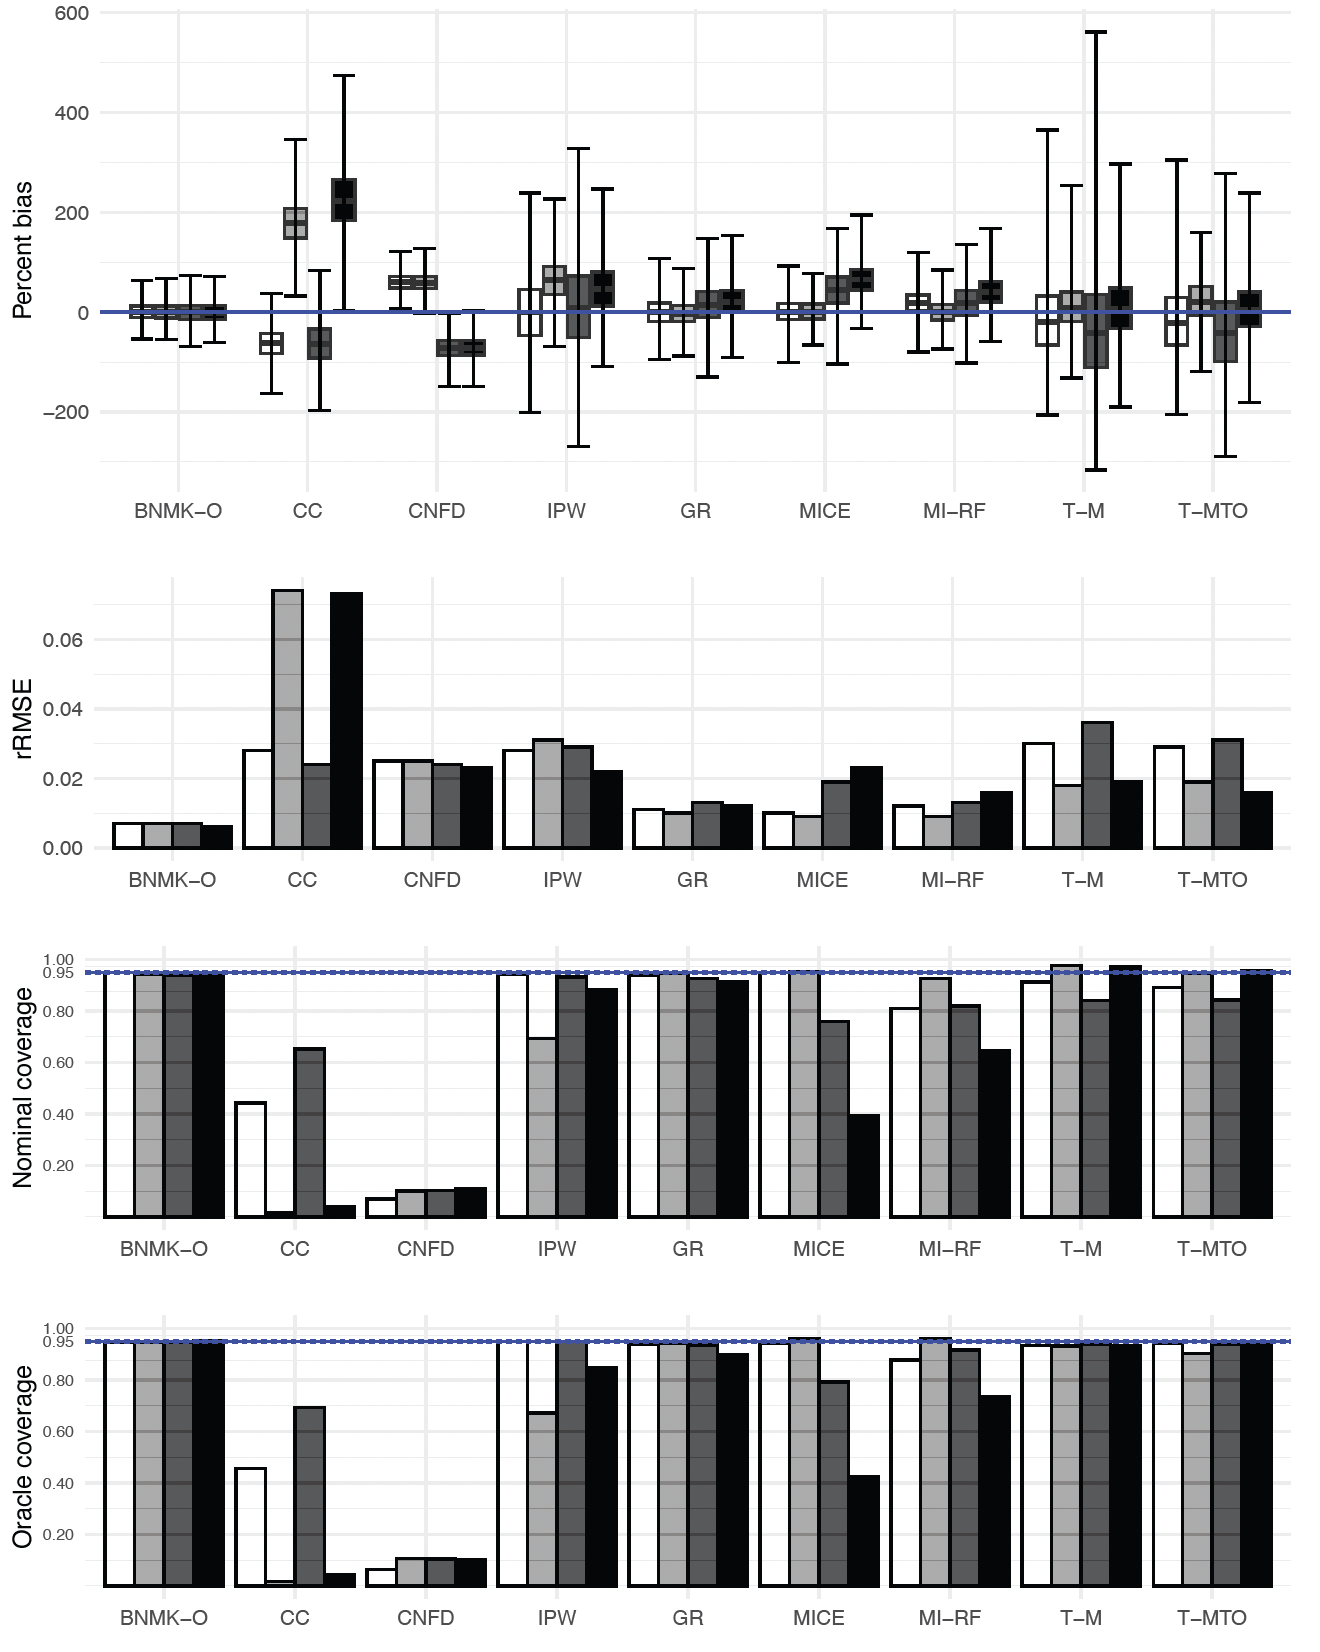 Percent bias
600
400
200
0
−200
BNMK−O CC CNFD IPW GR MICE MI−RF T−M T−MTO
rRMSE
0.06
0.04
0.02
0.00
BNMK−O CC CNFD IPW GR MICE MI−RF T−M T−MTO
Nominal coverage
1.00
0.95
0.80
0.60
0.40
0.20
BNMK−O CC CNFD IPW GR MICE MI−RF T−M T−MTO
Oracle coverage
1.00
0.95
0.80
0.60
0.40
0.20
BNMK−O CC CNFD IPW GR MICE MI−RF T−M T−MTO